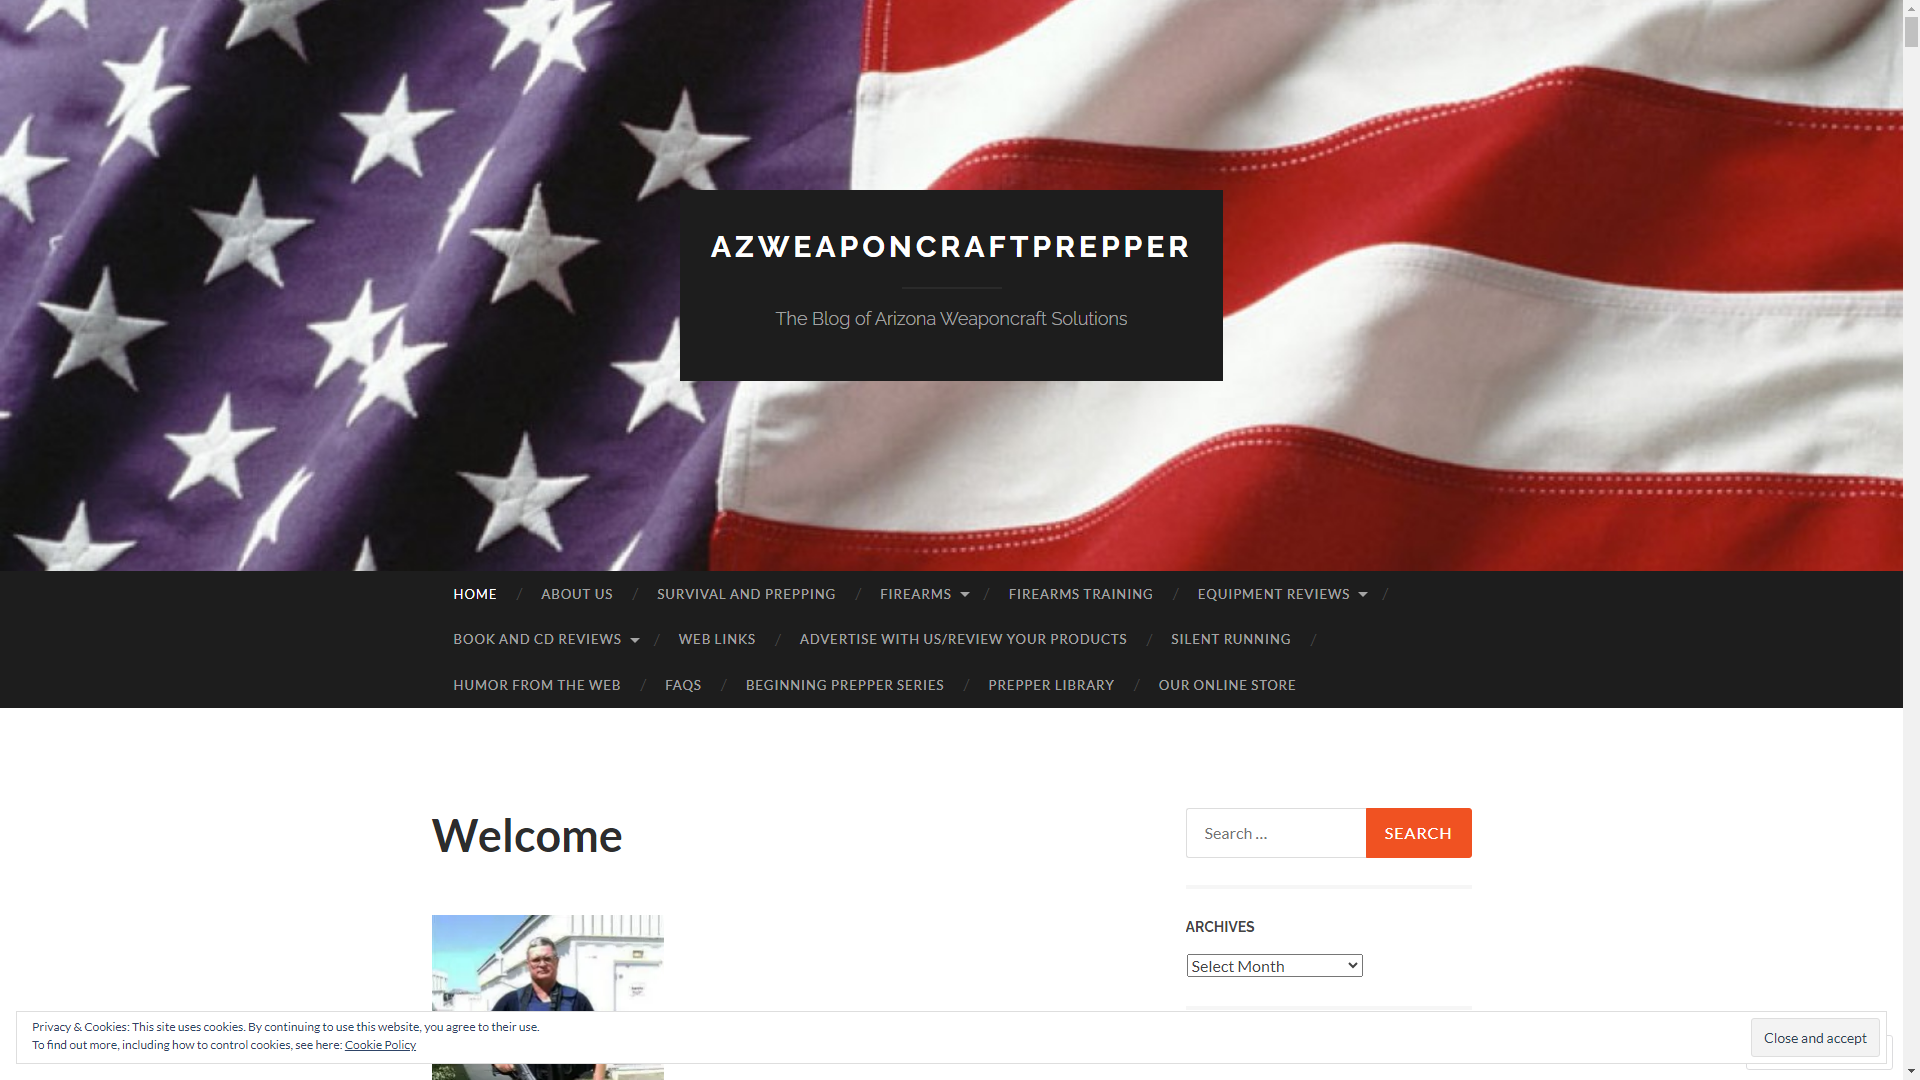 AZWEAPONCRAFTPREPPER
The Blog of Arizona Weaponcraft Solutions
HOME / ABOUT US / SURVIVAL AND PREPPING / FIREARMS / FIREARMS TRAINING / EQUIPMENT REVIEWS /
BOOK AND CD REVIEWS / WEB LINKS / ADVERTISE WITH US/REVIEW YOUR PRODUCTS / SILENT RUNNING /
HUMOR FROM THE WEB / FAQS / BEGINNING PREPPER SERIES / PREPPER LIBRARY / OUR ONLINE STORE
Welcome
Search …
SEARCH
ARCHIVES
Select Month
Privacy & Cookies: This site uses cookies. By continuing to use this website, you agree to their use.
To find out more, including how to control cookies, see here: Cookie Policy
Close and accept